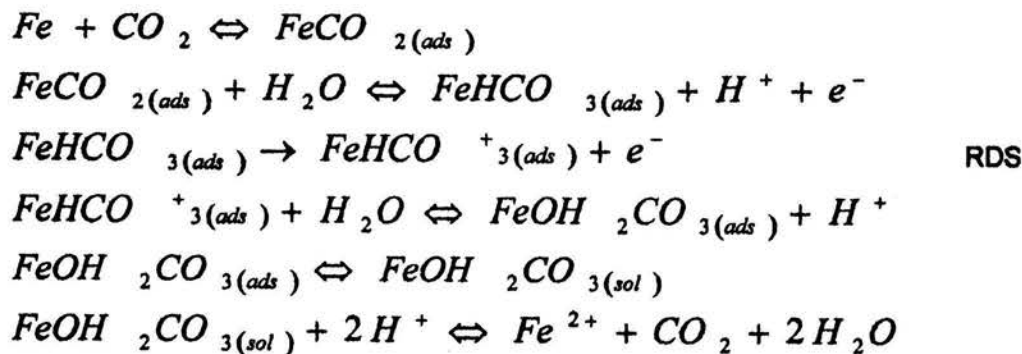 Fe + CO₂ ⇔ FeCO₂(ads)
FeCO₂(ads) + H₂O ⇔ FeHCO₃(ads) + H⁺ + e⁻
FeHCO₃(ads) → FeHCO⁺₃(ads) + e⁻ RDS
FeHCO⁺₃(ads) + H₂O ⇔ FeOH₂CO₃(ads) + H⁺
FeOH₂CO₃(ads) ⇔ FeOH₂CO₃(sol)
FeOH₂CO₃(sol) + 2H⁺ ⇔ Fe²⁺ + CO₂ + 2H₂O